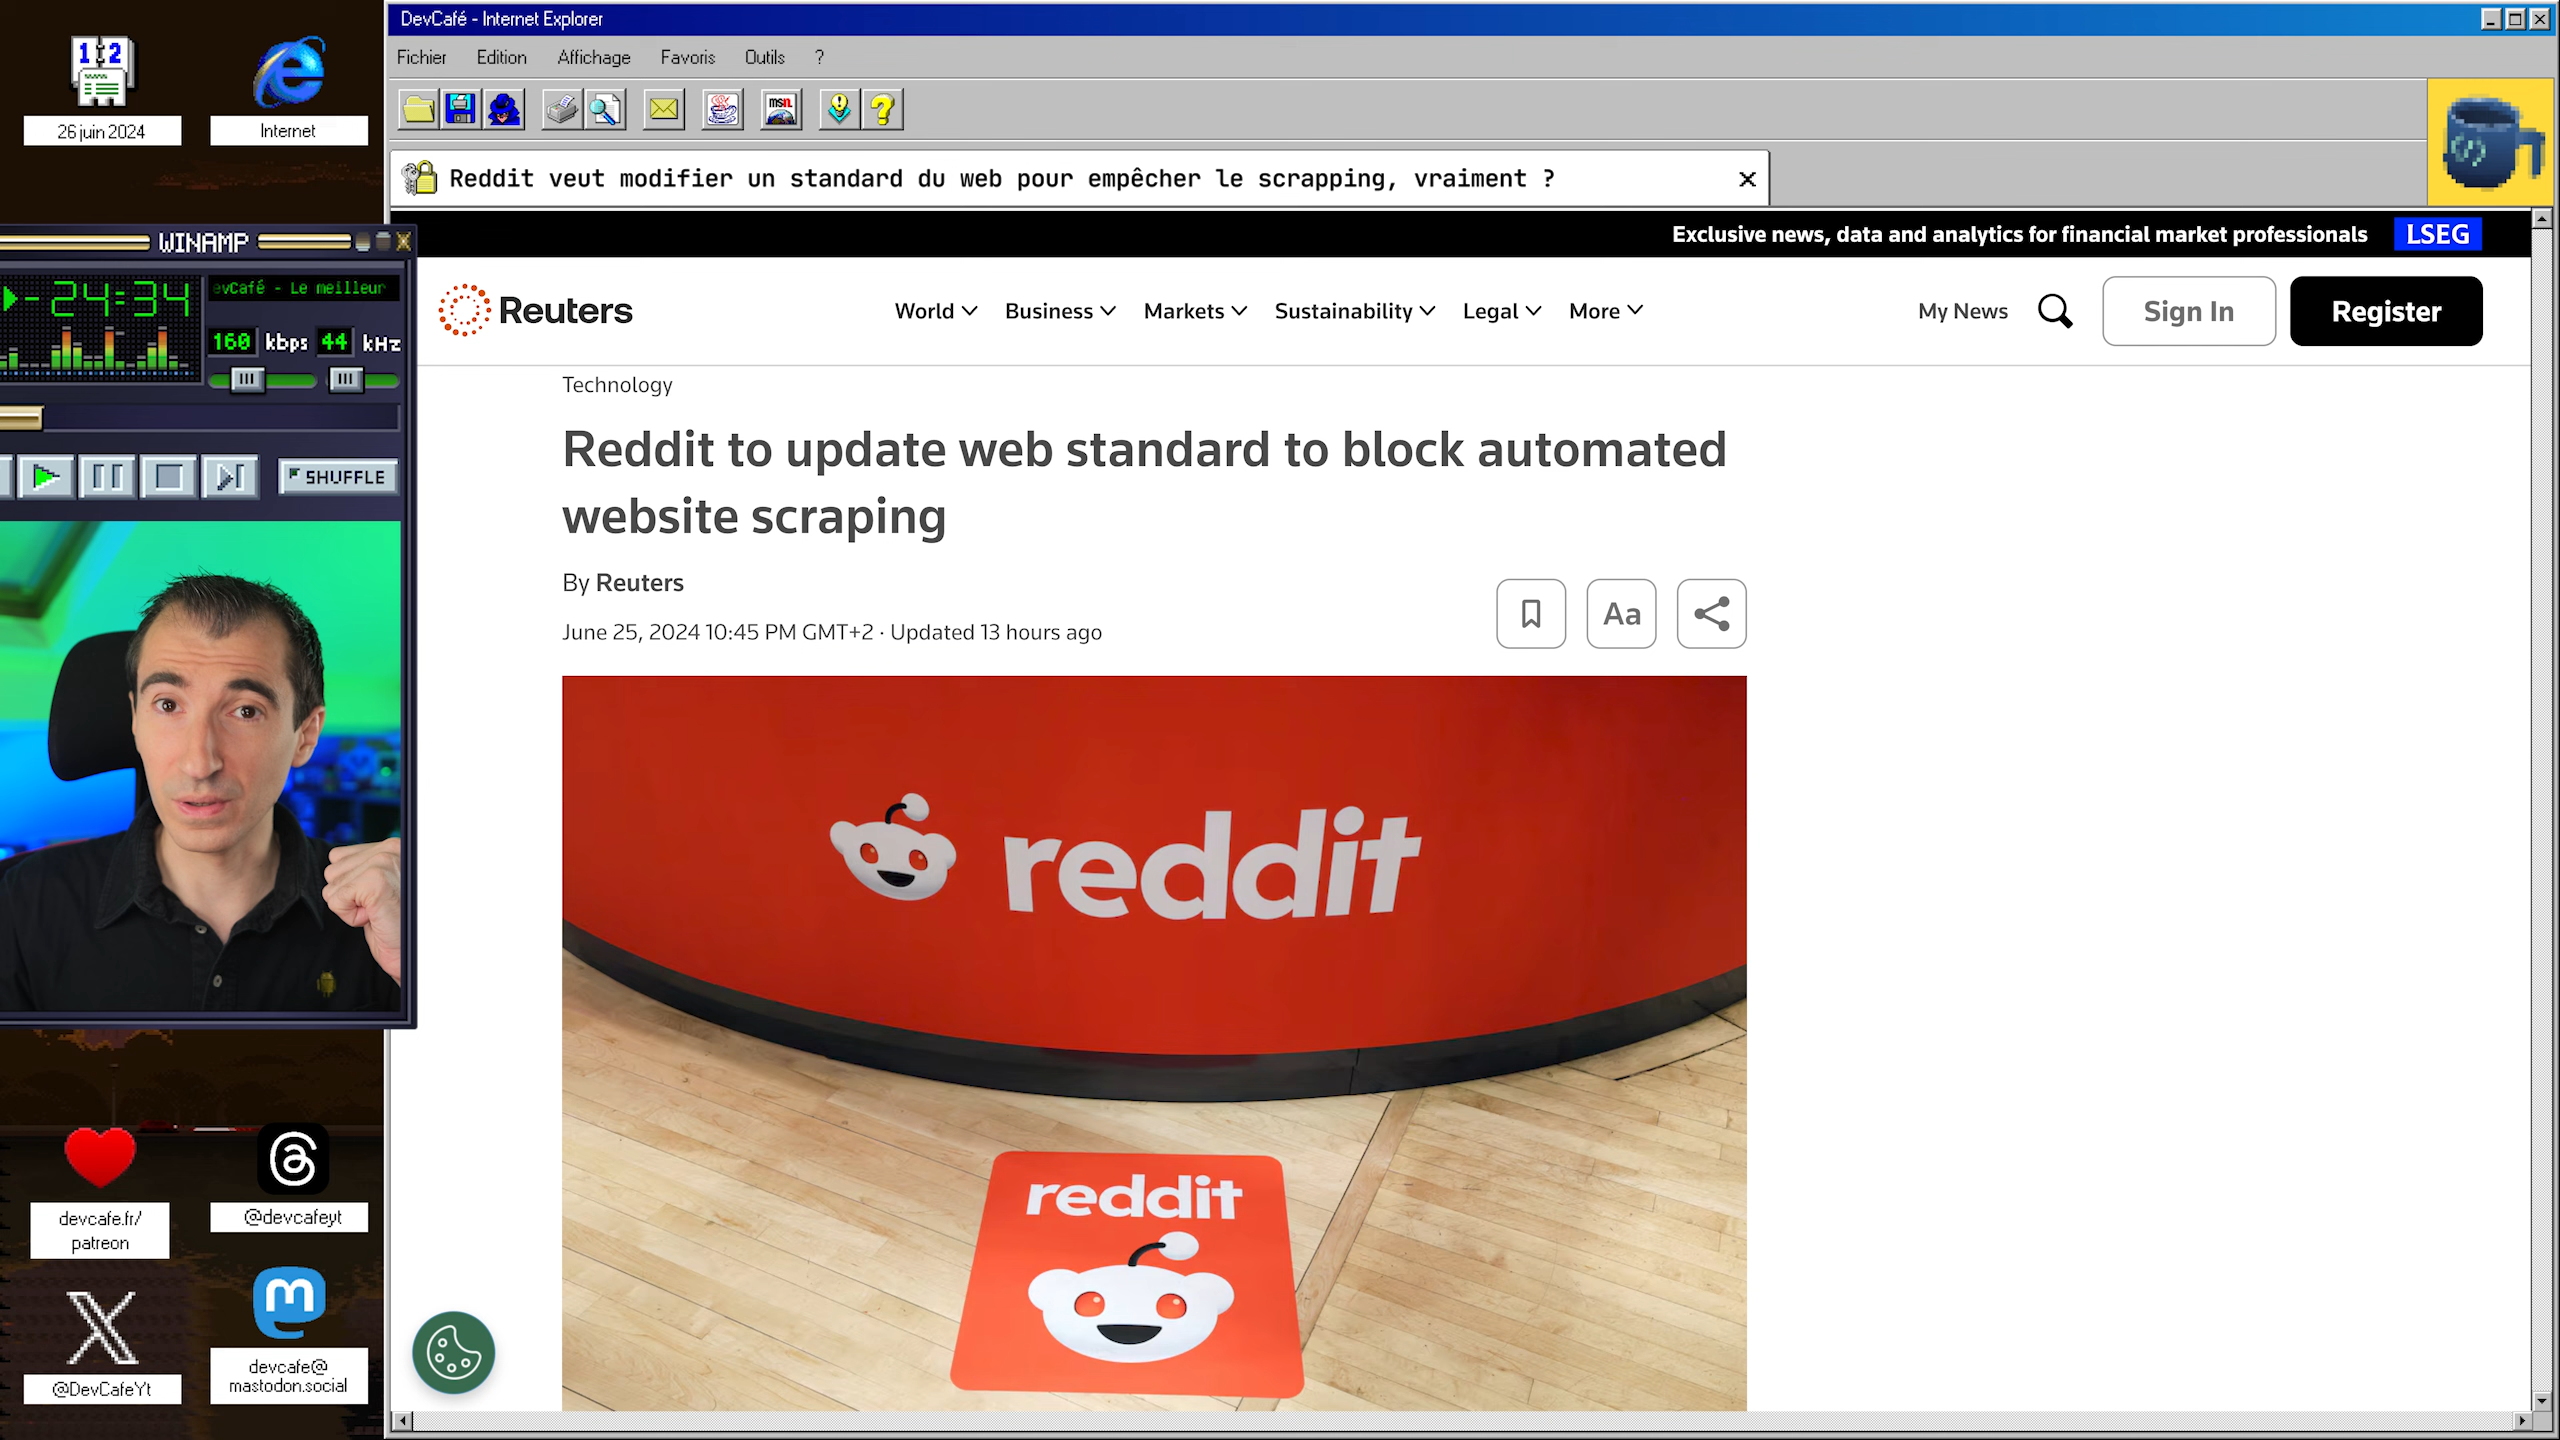 12
26 juin 2024
Internet
WINAMP
-24:34
evCafé - Le meilleur
160 kbps 44 kHz
SHUFFLE
devcafe.fr/
patreon
@devcafeyt
@DevCafeYt
devcafe@
mastodon.social
DevCafé - Internet Explorer
Fichier Edition Affichage Favoris Outils ?
msn
Reddit veut modifier un standard du web pour empêcher le scrapping, vraiment ?
Exclusive news, data and analytics for financial market professionals LSEG
Reuters World Business Markets Sustainability Legal More My News Sign In Register
Technology
Reddit to update web standard to block automated
website scraping
By Reuters
June 25, 2024 10:45 PM GMT+2 · Updated 13 hours ago
Aa
reddit
reddit